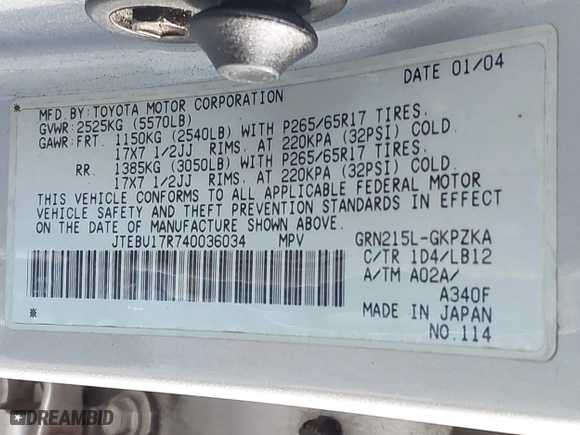 DATE 01/04
MFD. BY: TOYOTA MOTOR CORPORATION
GVWR: 2525KG (5570LB)
GAWR: FRT. 1150KG (2540LB) WITH P265/65R17 TIRES.
17X7 1/2JJ RIMS. AT 220KPA (32PSI) COLD.
RR. 1385KG (3050LB) WITH P265/65R17 TIRES.
17X7 1/2JJ RIMS. AT 220KPA (32PSI) COLD.
THIS VEHICLE CONFORMS TO ALL APPLICABLE FEDERAL MOTOR
VEHICLE SAFETY AND THEFT PREVENTION STANDARDS IN EFFECT
ON THE DATE OF MANUFACTURE SHOWN ABOVE.
JTEBU17R740036034 MPV GRN215L-GKPZKA
C/TR 1D4/LB12
A/TM A02A/
A340F
MADE IN JAPAN
NO.114
DREAMBID